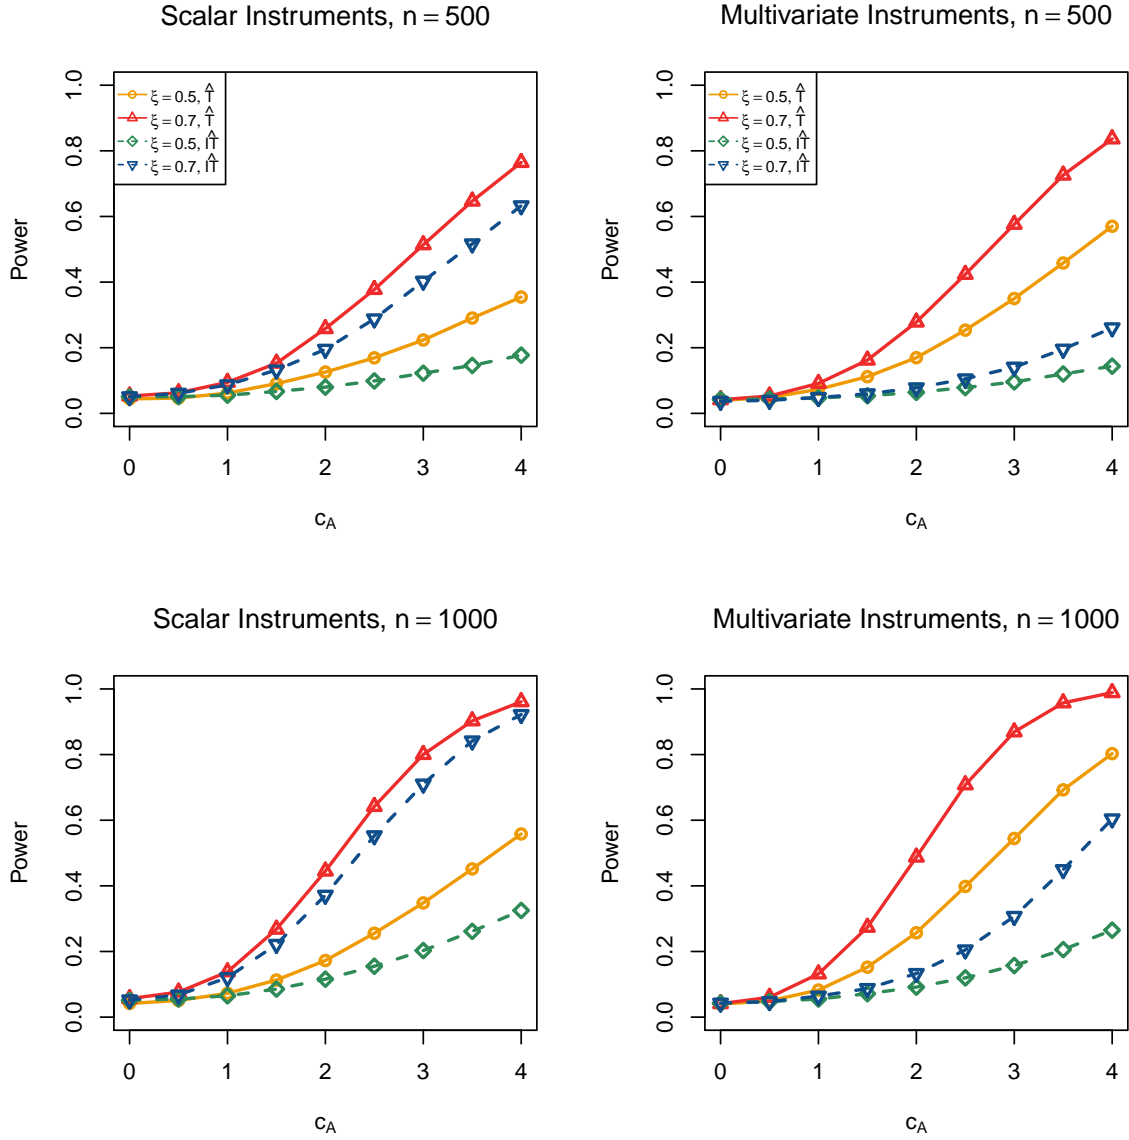 Scalar Instruments, n = 500
Power
1.0
0.8
0.6
0.4
0.2
0.0
ξ = 0.5, T̂
ξ = 0.7, T̂
ξ = 0.5, IT̂
ξ = 0.7, IT̂
0 1 2 3 4
c_A
Multivariate Instruments, n = 500
Power
1.0
0.8
0.6
0.4
0.2
0.0
ξ = 0.5, T̂
ξ = 0.7, T̂
ξ = 0.5, IT̂
ξ = 0.7, IT̂
0 1 2 3 4
c_A
Scalar Instruments, n = 1000
Power
1.0
0.8
0.6
0.4
0.2
0.0
0 1 2 3 4
c_A
Multivariate Instruments, n = 1000
Power
1.0
0.8
0.6
0.4
0.2
0.0
0 1 2 3 4
c_A